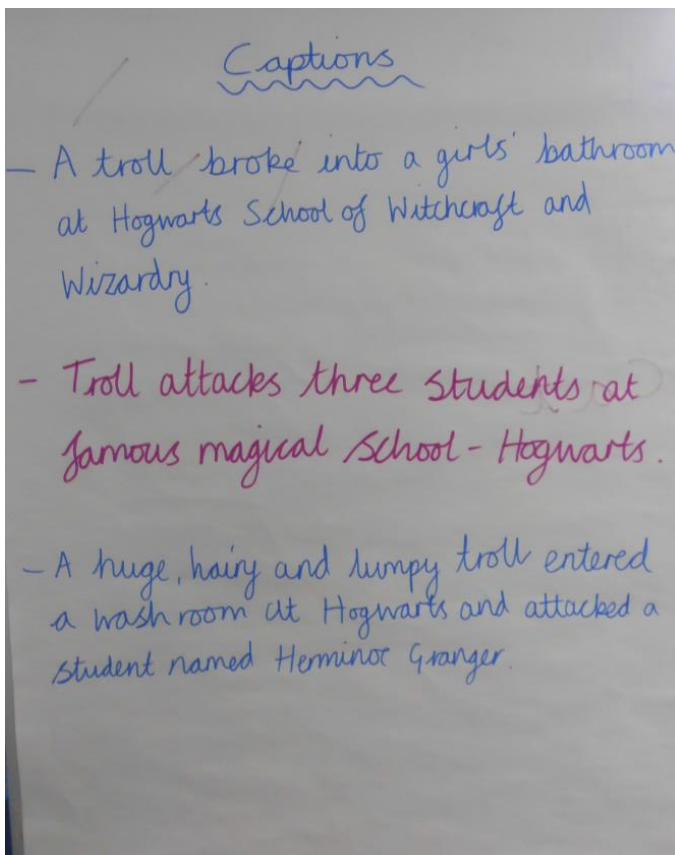 Captions
- A troll broke into a girls' bathroom
at Hogwarts School of Witchcraft and
Wizardry.
- Troll attacks three students at
famous magical school - Hogwarts.
- A huge, hairy and lumpy troll entered
a washroom at Hogwarts and attacked a
student named Herminoe Granger.